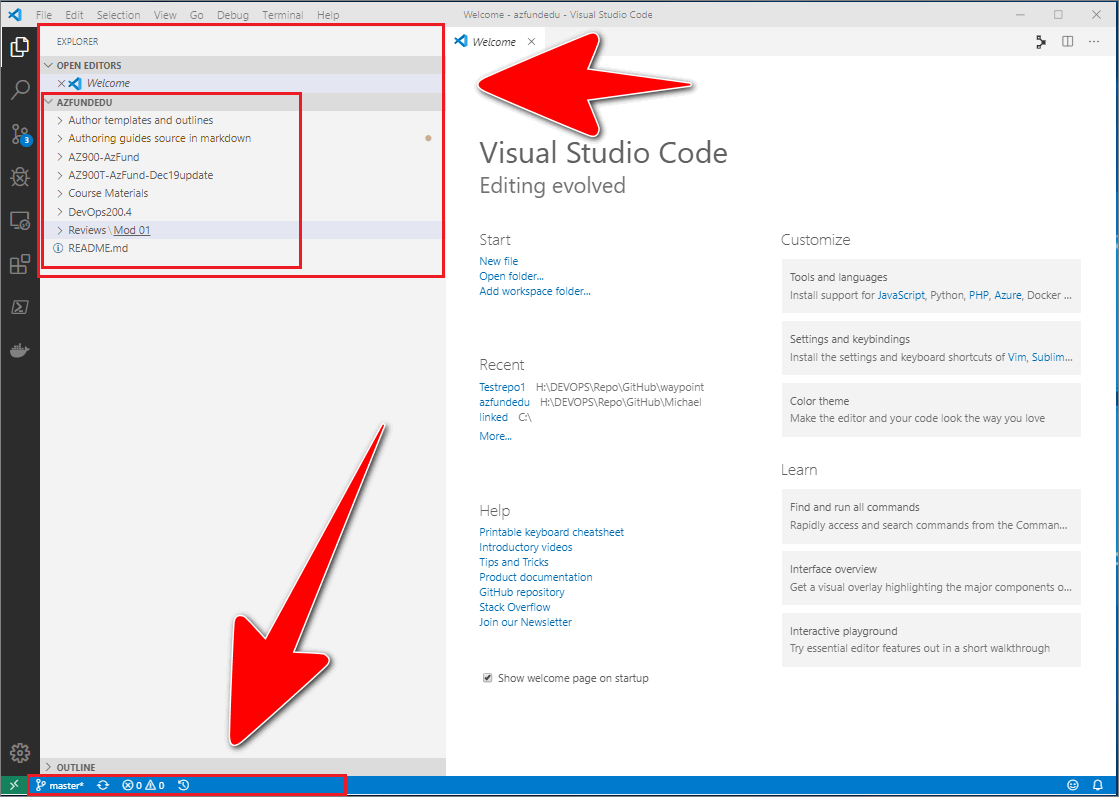 File Edit Selection View Go Debug Terminal Help Welcome - azfundedu - Visual Studio Code
EXPLORER
OPEN EDITORS
Welcome
AZFUNDEDU
Author templates and outlines
Authoring guides source in markdown
AZ900-AzFund
AZ900T-AzFund-Dec19update
Course Materials
DevOps200.4
Reviews\Mod 01
README.md
OUTLINE
3
Welcome
Visual Studio Code
Editing evolved
Start
New file
Open folder...
Add workspace folder...
Recent
Testrepo1 H:\DEVOPS\Repo\GitHub\waypoint
azfundedu H:\DEVOPS\Repo\GitHub\Michael
linked C:\
More...
Help
Printable keyboard cheatsheet
Introductory videos
Tips and Tricks
Product documentation
GitHub repository
Stack Overflow
Join our Newsletter
Show welcome page on startup
Customize
Tools and languages
Install support for JavaScript, Python, PHP, Azure, Docker ...
Settings and keybindings
Install the settings and keyboard shortcuts of Vim, Sublim...
Color theme
Make the editor and your code look the way you love
Learn
Find and run all commands
Rapidly access and search commands from the Comman...
Interface overview
Get a visual overlay highlighting the major components o...
Interactive playground
Try essential editor features out in a short walkthrough
master* 0 0